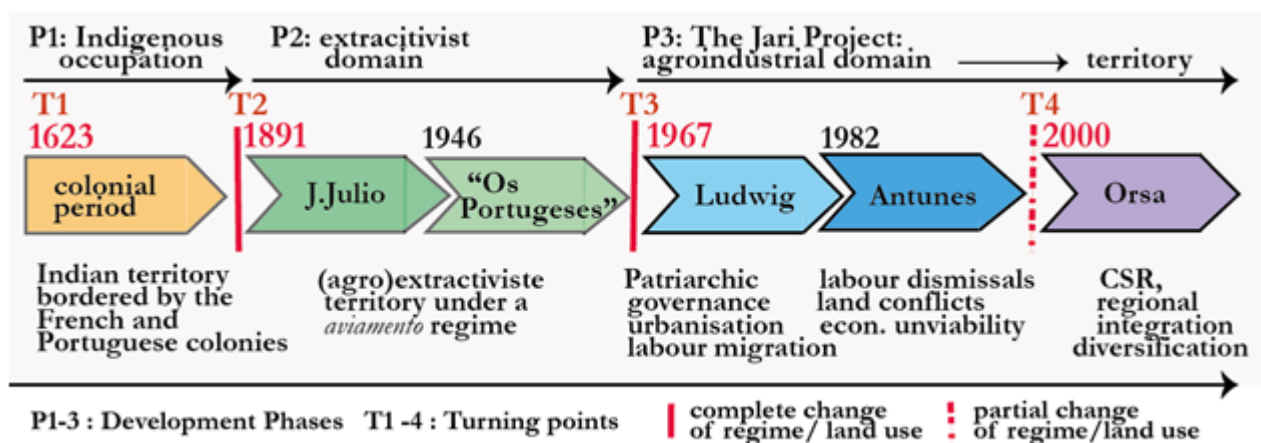 P1: Indigenous
occupation
P2: extracitivist
domain
P3: The Jari Project:
agroindustrial domain
territory
T1
T2
T3
T4
1623
1891
1946
1967
1982
2000
colonial
period
J.Julio
“Os
Portugeses”
Ludwig
Antunes
Orsa
Indian territory
bordered by the
French and
Portuguese colonies
(agro)extractiviste
territory under a
aviamento regime
Patriarchic
governance
urbanisation
labour migration
labour dismissals
land conflicts
econ. unviability
CSR,
regional
integration
diversification
P1-3 : Development Phases
T1 -4 : Turning points
complete change
of regime/ land use
partial change
of regime/ land use